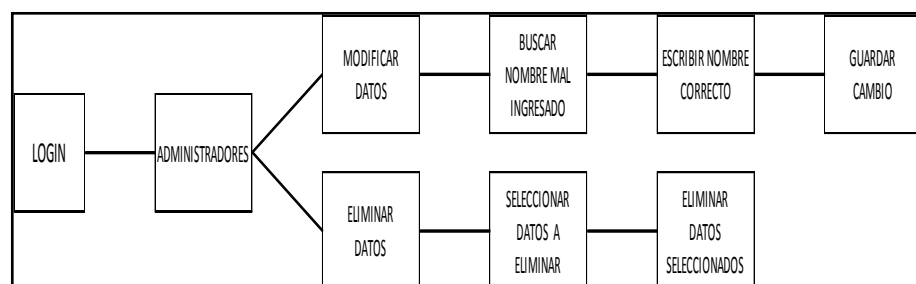 LOGIN
ADMINISTRADORES
MODIFICAR
DATOS
BUSCAR
NOMBRE MAL
INGRESADO
ESCRIBIR NOMBRE
CORRECTO
GUARDAR
CAMBIO
ELIMINAR
DATOS
SELECCIONAR
DATOS A
ELIMINAR
ELIMINAR
DATOS
SELECCIONADOS